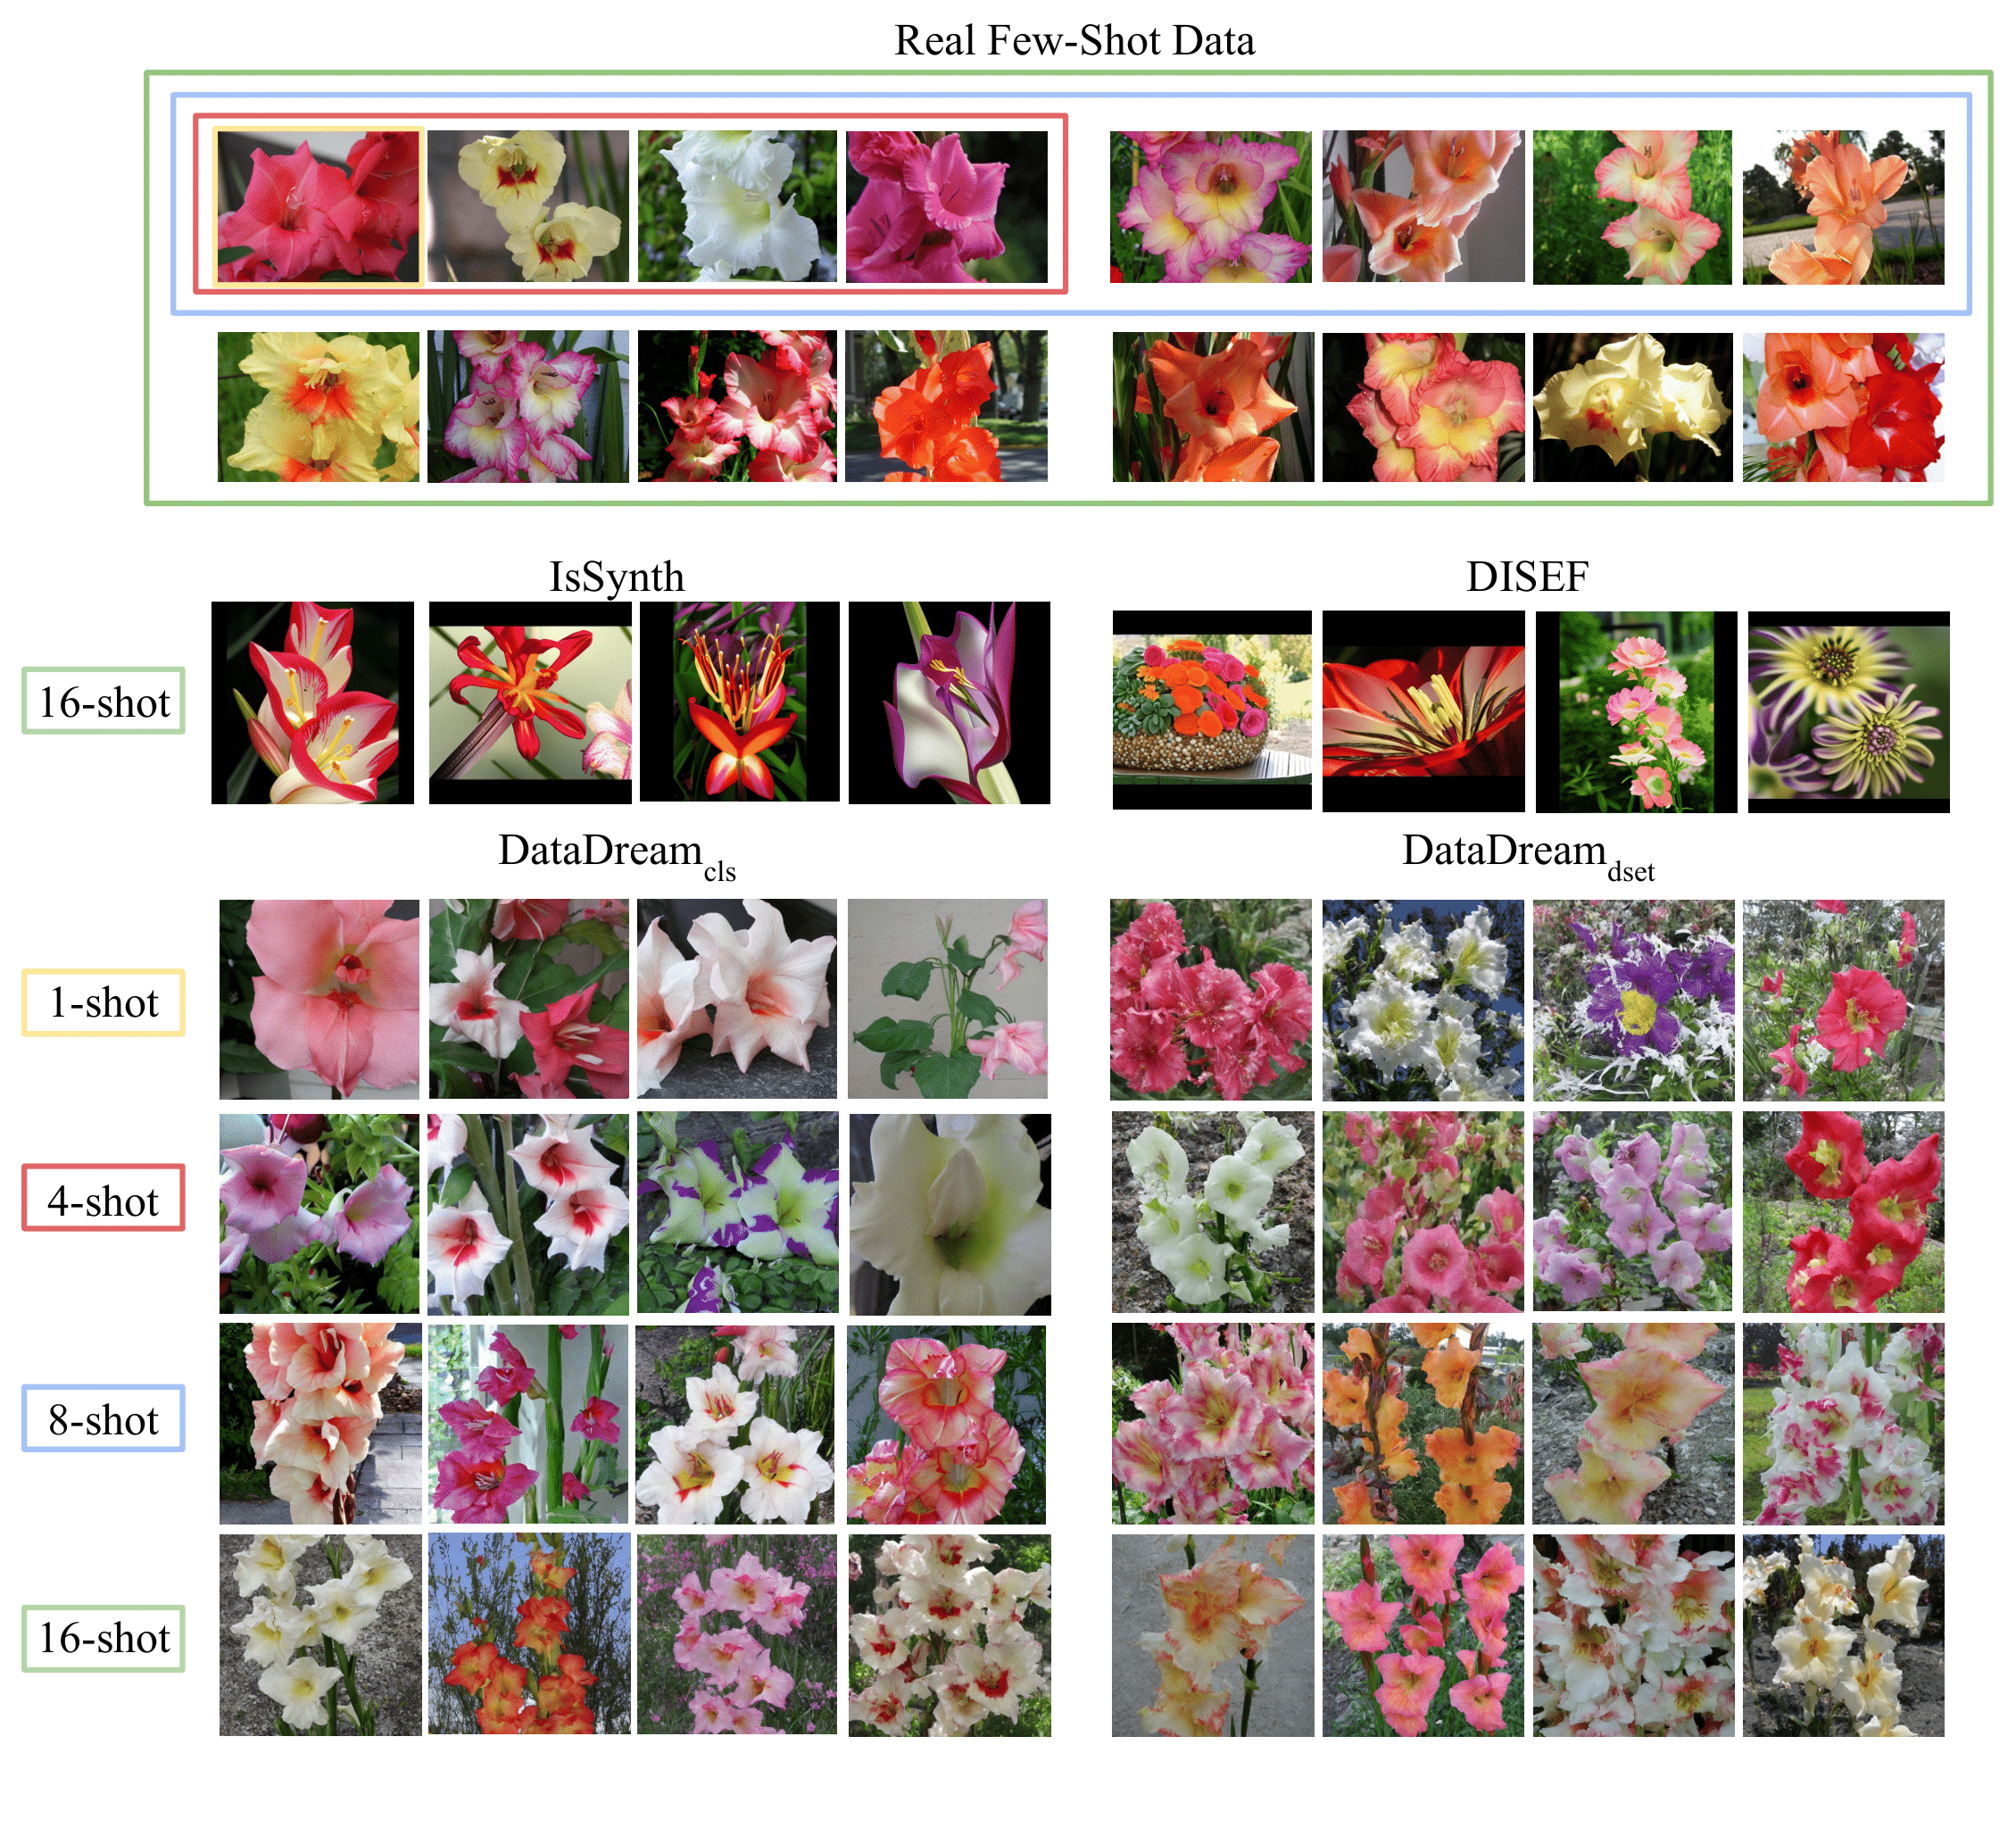 Real Few-Shot Data
IsSynth
DISEF
16-shot
DataDream_cls
DataDream_dset
1-shot
4-shot
8-shot
16-shot